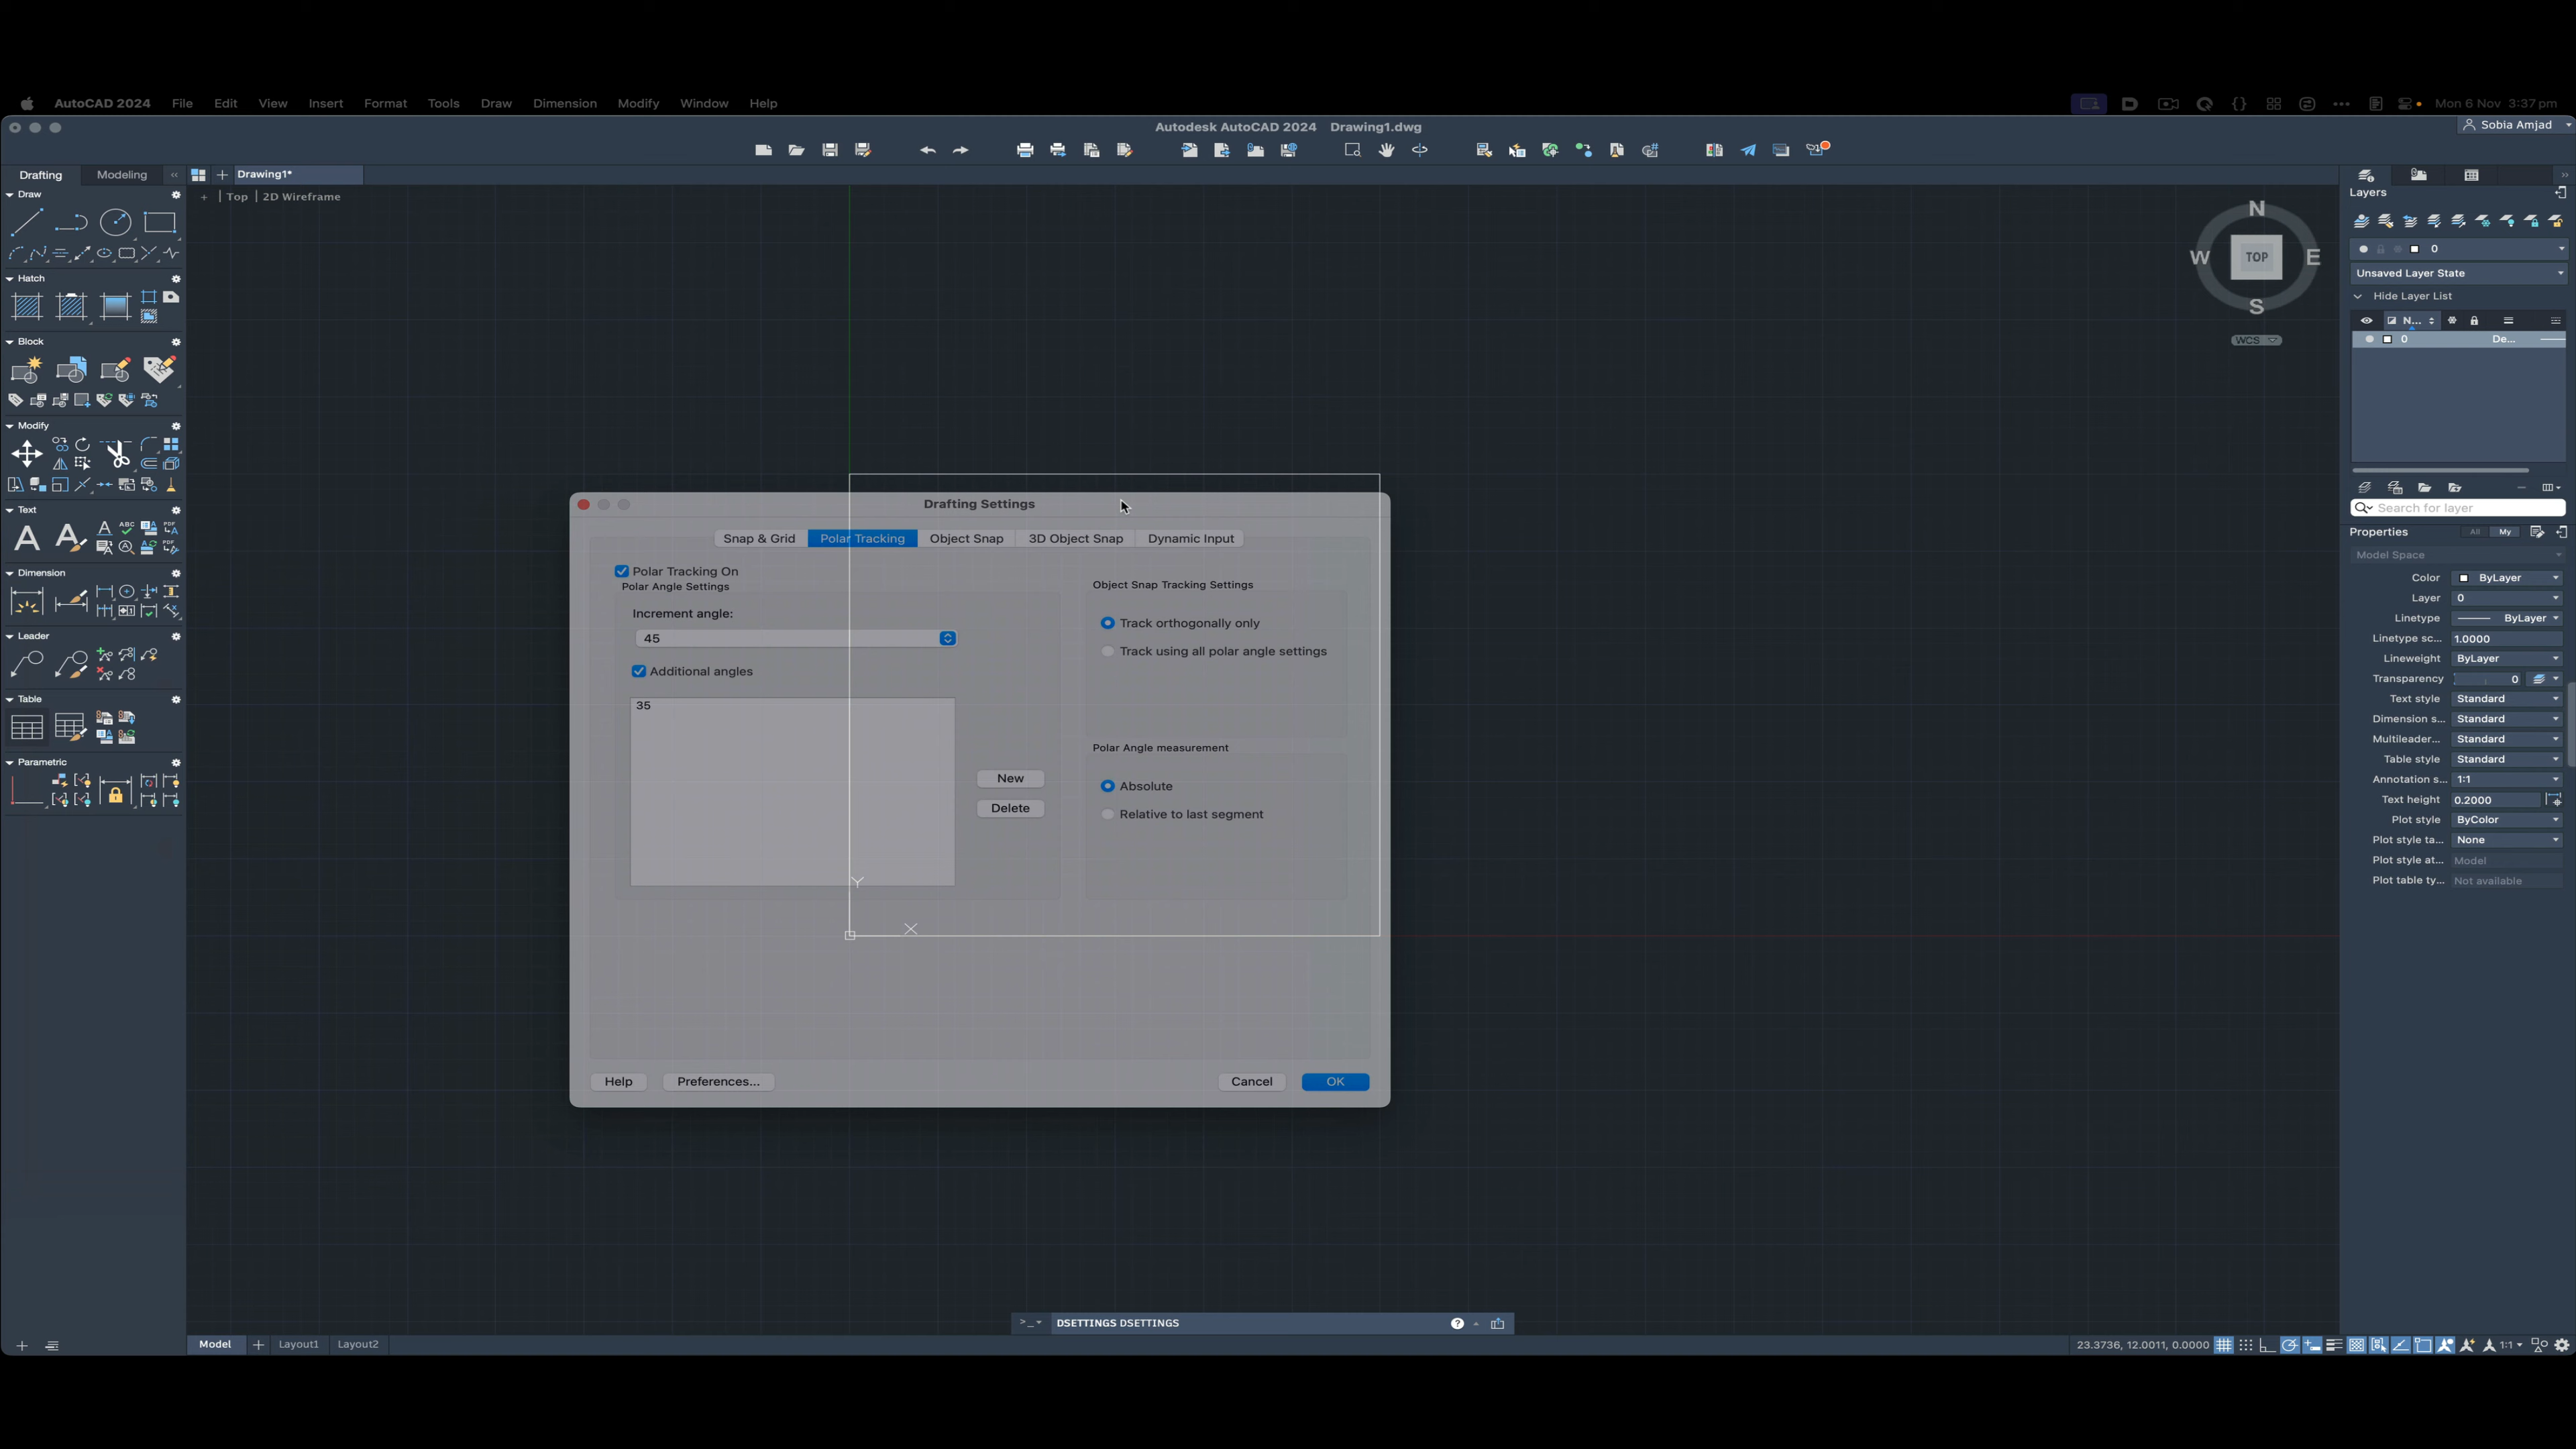 AutoCAD 2024 File Edit View Insert Format Tools Draw Dimension Modify Window Help Mon 6 Nov 3:37 pm
Autodesk AutoCAD 2024 Drawing1.dwg Sobia Amjad
Drafting Modeling Drawing1*
+ | Top | 2D Wireframe
Draw
Hatch
Block
Modify
Text
Dimension
Leader
Table
Parametric
N
W TOP E
S
WCS
Drafting Settings
Snap & Grid Polar Tracking Object Snap 3D Object Snap Dynamic Input
Polar Tracking On
Polar Angle Settings
Increment angle:
45
Additional angles
35
New
Delete
Object Snap Tracking Settings
Track orthogonally only
Track using all polar angle settings
Polar Angle measurement
Absolute
Relative to last segment
Y
X
Help Preferences... Cancel OK
>_ DSETTINGS DSETTINGS
Model + Layout1 Layout2
23.3736, 12.0011, 0.0000 1:1
Layers
0
Unsaved Layer State
Hide Layer List
N...
0 De...
Search for layer
Properties All My
Model Space
Color ByLayer
Layer 0
Linetype ByLayer
Linetype sc... 1.0000
Lineweight ByLayer
Transparency 0
Text style Standard
Dimension s... Standard
Multileader... Standard
Table style Standard
Annotation s... 1:1
Text height 0.2000
Plot style ByColor
Plot style ta... None
Plot style at... Model
Plot table ty... Not available